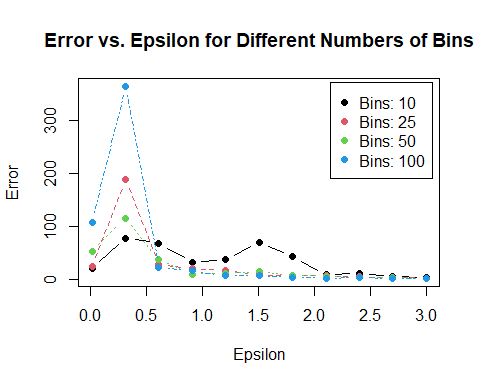 Error vs. Epsilon for Different Numbers of Bins
Bins: 10
Bins: 25
Bins: 50
Bins: 100
Error
300
200
100
0
0.0 0.5 1.0 1.5 2.0 2.5 3.0
Epsilon